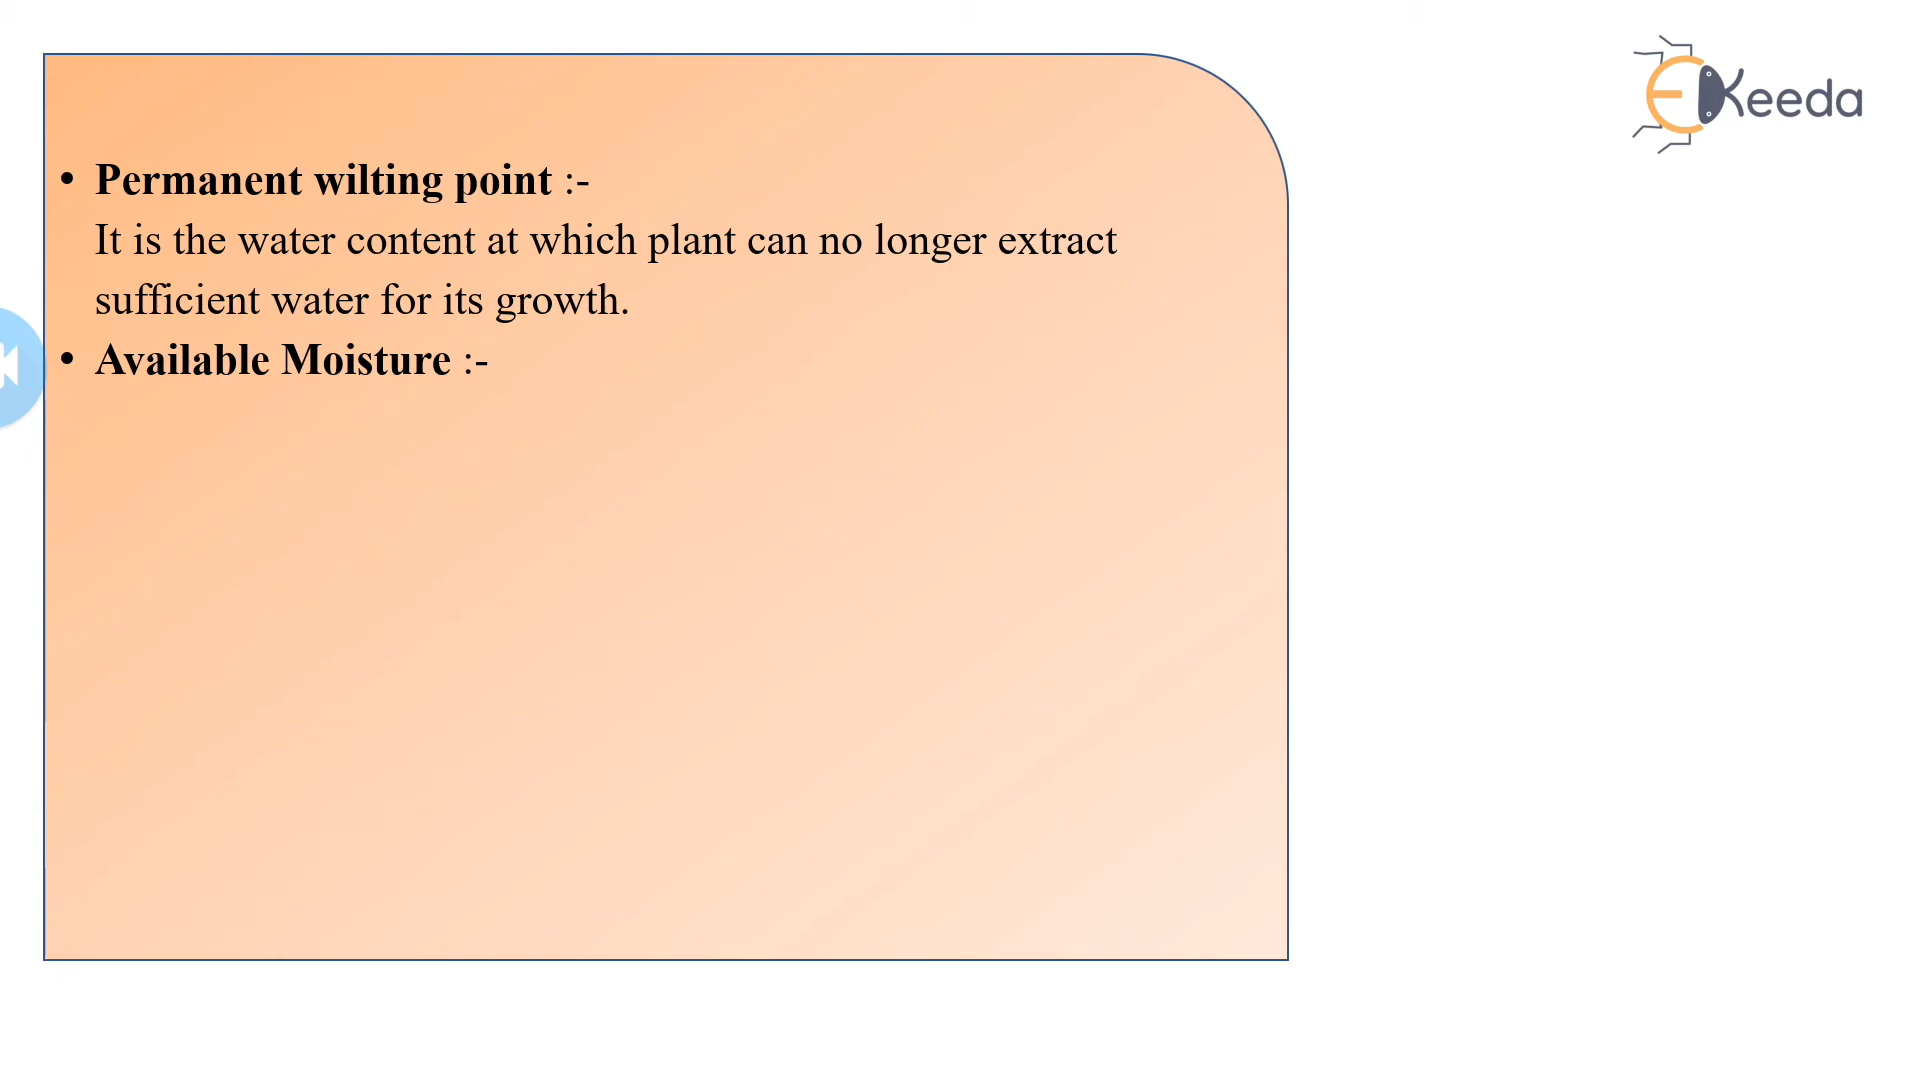 EKeeda
• Permanent wilting point :-
It is the water content at which plant can no longer extract
sufficient water for its growth.
• Available Moisture :-